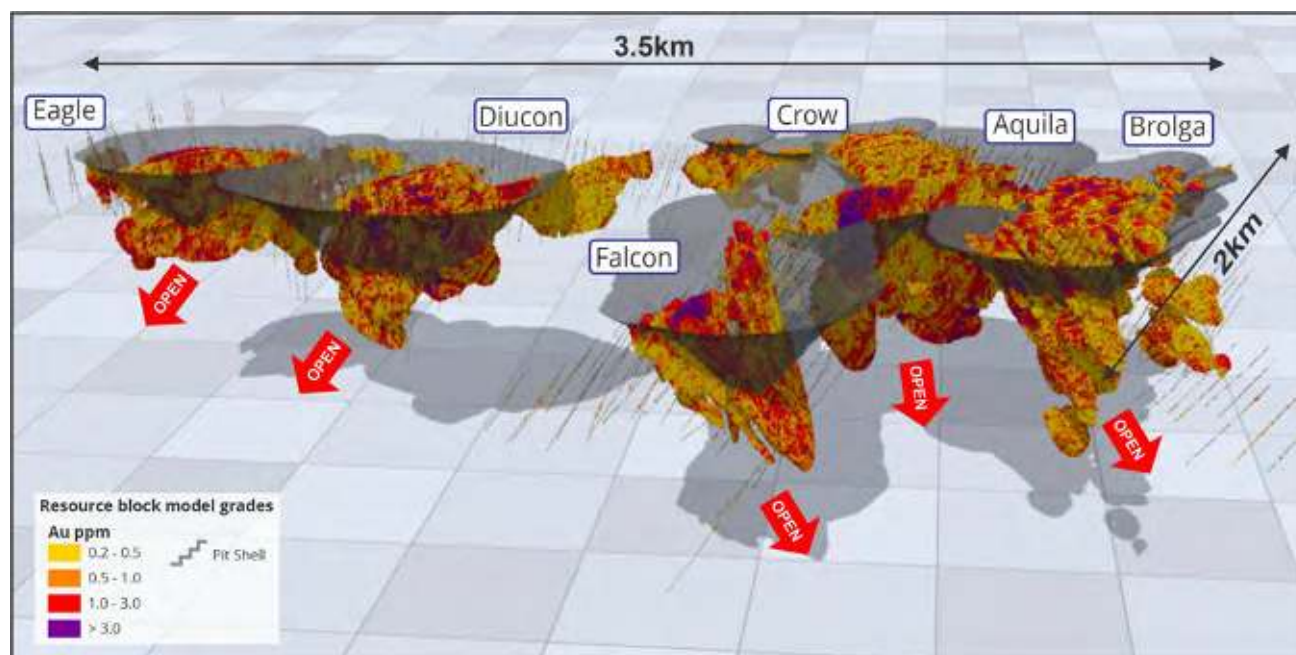 3.5km
Eagle
Diucon
Crow
Aquila
Brolga
2km
Falcon
OPEN
OPEN
OPEN
OPEN
OPEN
Resource block model grades
Au ppm
0.2 - 0.5
Pit Shell
0.5 - 1.0
1.0 - 3.0
> 3.0